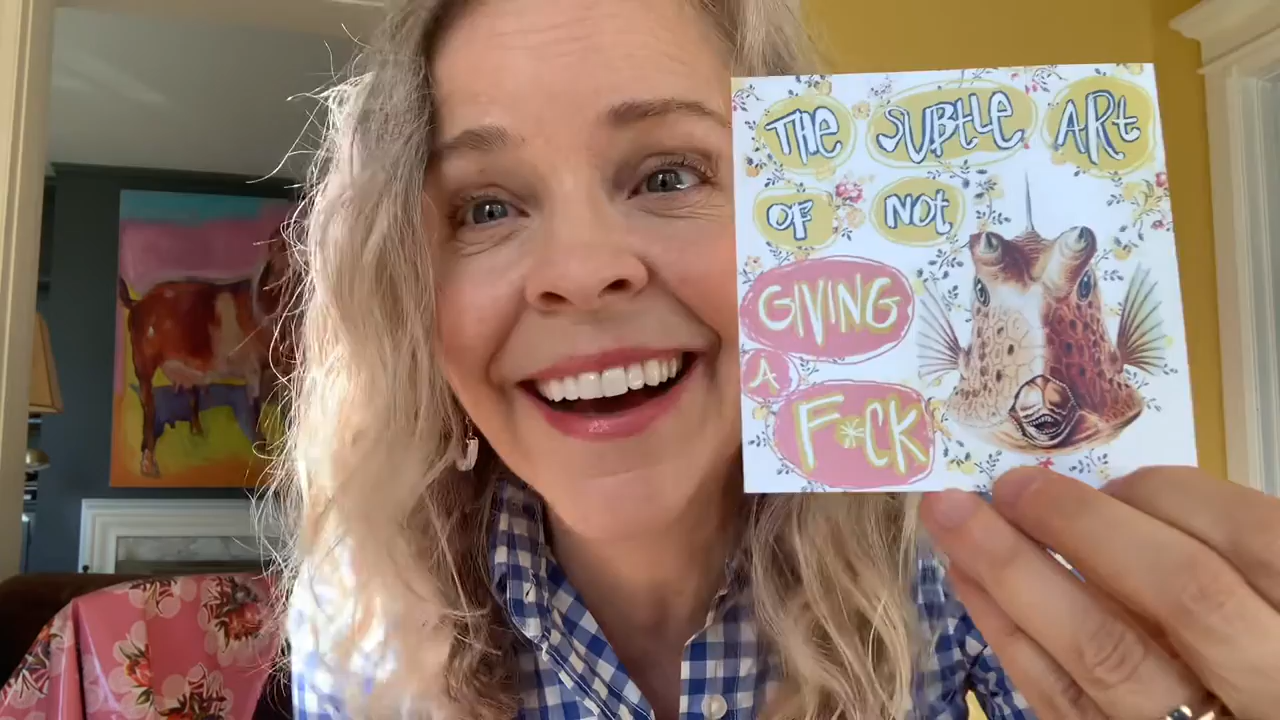 THE SUBTLE ART
OF NOT
GIVING
A
F*CK